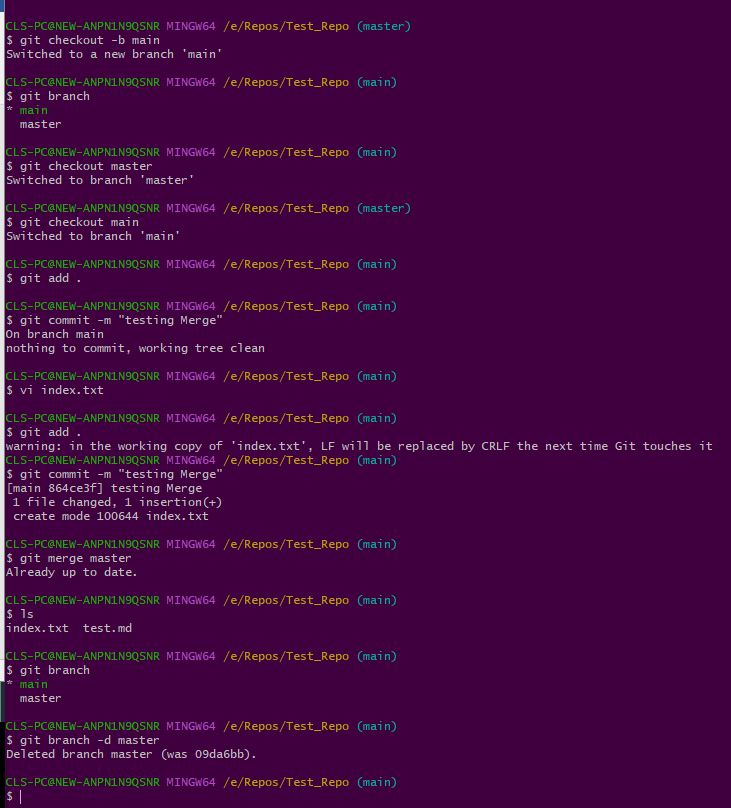 CLS-PC@NEW-ANPN1N9QSNR MINGW64 /e/Repos/Test_Repo (master)
$ git checkout -b main
Switched to a new branch 'main'
CLS-PC@NEW-ANPN1N9QSNR MINGW64 /e/Repos/Test_Repo (main)
$ git branch
* main
  master
CLS-PC@NEW-ANPN1N9QSNR MINGW64 /e/Repos/Test_Repo (main)
$ git checkout master
Switched to branch 'master'
CLS-PC@NEW-ANPN1N9QSNR MINGW64 /e/Repos/Test_Repo (master)
$ git checkout main
Switched to branch 'main'
CLS-PC@NEW-ANPN1N9QSNR MINGW64 /e/Repos/Test_Repo (main)
$ git add .
CLS-PC@NEW-ANPN1N9QSNR MINGW64 /e/Repos/Test_Repo (main)
$ git commit -m "testing Merge"
On branch main
nothing to commit, working tree clean
CLS-PC@NEW-ANPN1N9QSNR MINGW64 /e/Repos/Test_Repo (main)
$ vi index.txt
CLS-PC@NEW-ANPN1N9QSNR MINGW64 /e/Repos/Test_Repo (main)
$ git add .
warning: in the working copy of 'index.txt', LF will be replaced by CRLF the next time Git touches it
CLS-PC@NEW-ANPN1N9QSNR MINGW64 /e/Repos/Test_Repo (main)
$ git commit -m "testing Merge"
[main 864ce3f] testing Merge
 1 file changed, 1 insertion(+)
 create mode 100644 index.txt
CLS-PC@NEW-ANPN1N9QSNR MINGW64 /e/Repos/Test_Repo (main)
$ git merge master
Already up to date.
CLS-PC@NEW-ANPN1N9QSNR MINGW64 /e/Repos/Test_Repo (main)
$ ls
index.txt  test.md
CLS-PC@NEW-ANPN1N9QSNR MINGW64 /e/Repos/Test_Repo (main)
$ git branch
* main
  master
CLS-PC@NEW-ANPN1N9QSNR MINGW64 /e/Repos/Test_Repo (main)
$ git branch -d master
Deleted branch master (was 09da6bb).
CLS-PC@NEW-ANPN1N9QSNR MINGW64 /e/Repos/Test_Repo (main)
$